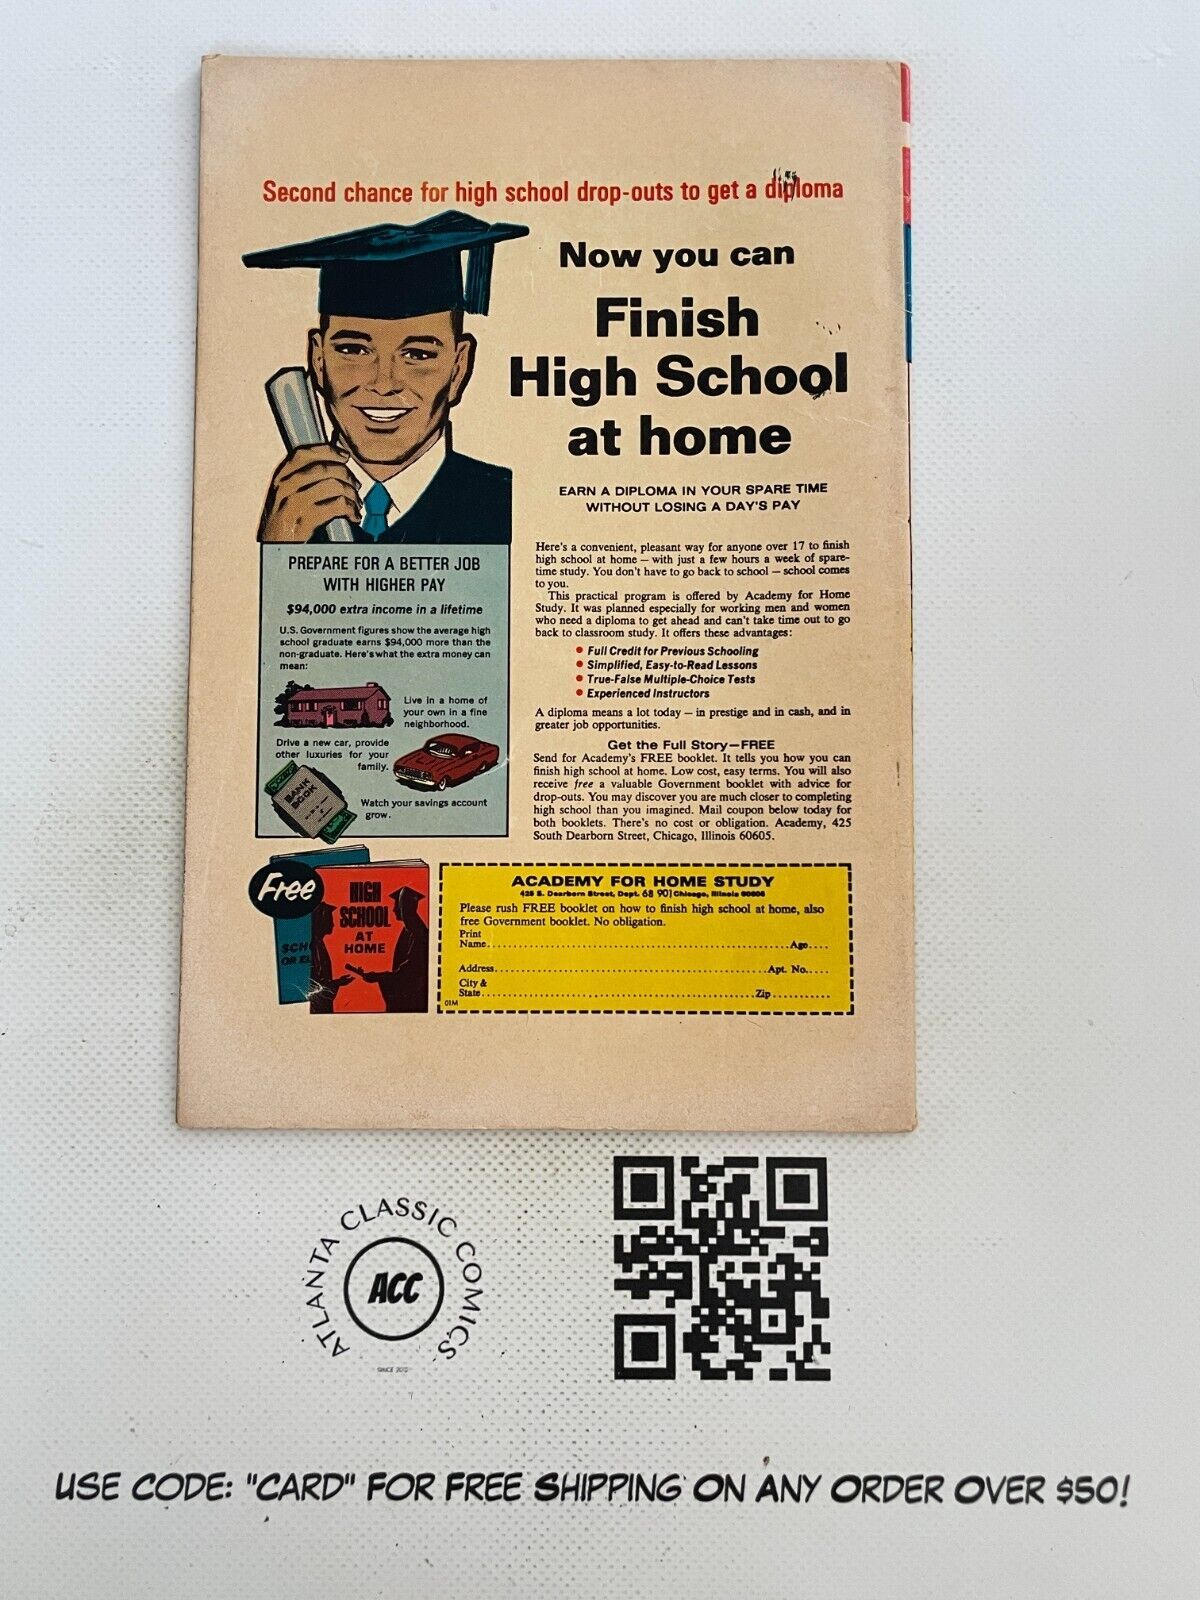 Second chance for high school drop-outs to get a diploma
Now you can
Finish
High School
at home
EARN A DIPLOMA IN YOUR SPARE TIME
WITHOUT LOSING A DAY'S PAY
PREPARE FOR A BETTER JOB
WITH HIGHER PAY
$94,000 extra income in a lifetime
U.S. Government figures show the average high
school graduate earns $94,000 more than the
non-graduate. Here's what the extra money can
mean:
Live in a home of
your own in a fine
neighborhood.
Drive a new car, provide
other luxuries for your
family.
BANK
BOOK
Watch your savings account
grow.
Here's a convenient, pleasant way for anyone over 17 to finish
high school at home — with just a few hours a week of spare-
time study. You don't have to go back to school — school comes
to you.
This practical program is offered by Academy for Home
Study. It was planned especially for working men and women
who need a diploma to get ahead and can't take time out to go
back to classroom study. It offers these advantages:
• Full Credit for Previous Schooling
• Simplified, Easy-to-Read Lessons
• True-False Multiple-Choice Tests
• Experienced Instructors
A diploma means a lot today — in prestige and in cash, and in
greater job opportunities.
Get the Full Story—FREE
Send for Academy's FREE booklet. It tells you how you can
finish high school at home. Low cost, easy terms. You will also
receive free a valuable Government booklet with advice for
drop-outs. You may discover you are much closer to completing
high school than you imagined. Mail coupon below today for
both booklets. There's no cost or obligation. Academy, 425
South Dearborn Street, Chicago, Illinois 60605.
Free
HIGH
SCHOOL
AT
HOME
SCH
OR EL
ACADEMY FOR HOME STUDY
425 S. Dearborn Street, Dept. 68 901 Chicago, Illinois 60605
Please rush FREE booklet on how to finish high school at home, also
free Government booklet. No obligation.
Print
Name Age
Address Apt. No.
City &
State Zip
01M
ATLANTA CLASSIC COMICS
ACC
SINCE 2012
USE CODE: "CARD" FOR FREE SHIPPING ON ANY ORDER OVER $50!